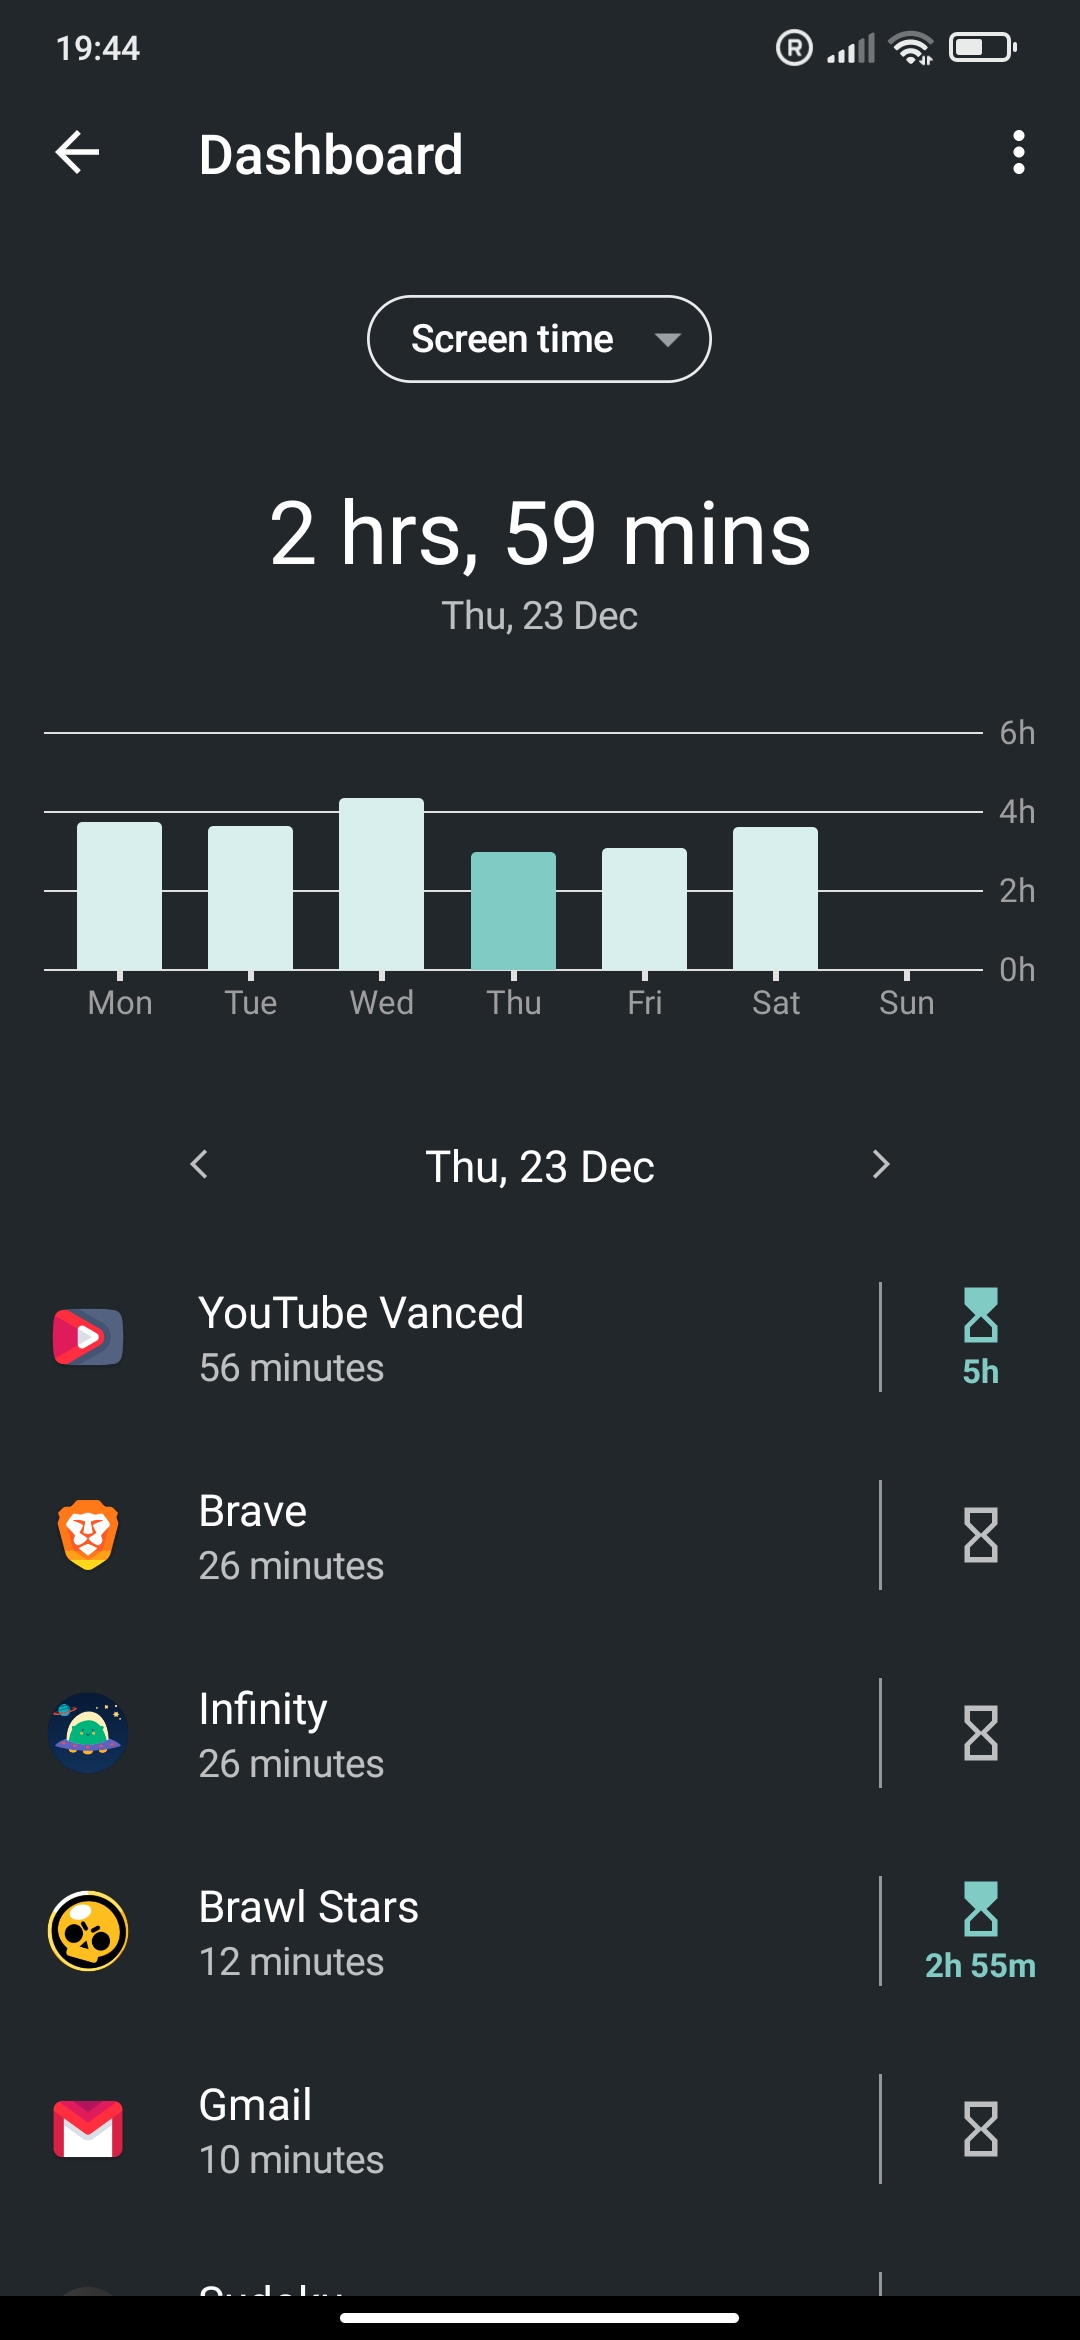 19:44
Dashboard
Screen time
2 hrs, 59 mins
Thu, 23 Dec
6h
4h
2h
0h
Mon Tue Wed Thu Fri Sat Sun
Thu, 23 Dec
YouTube Vanced
56 minutes
5h
Brave
26 minutes
Infinity
26 minutes
Brawl Stars
12 minutes
2h 55m
Gmail
10 minutes
Sudoku